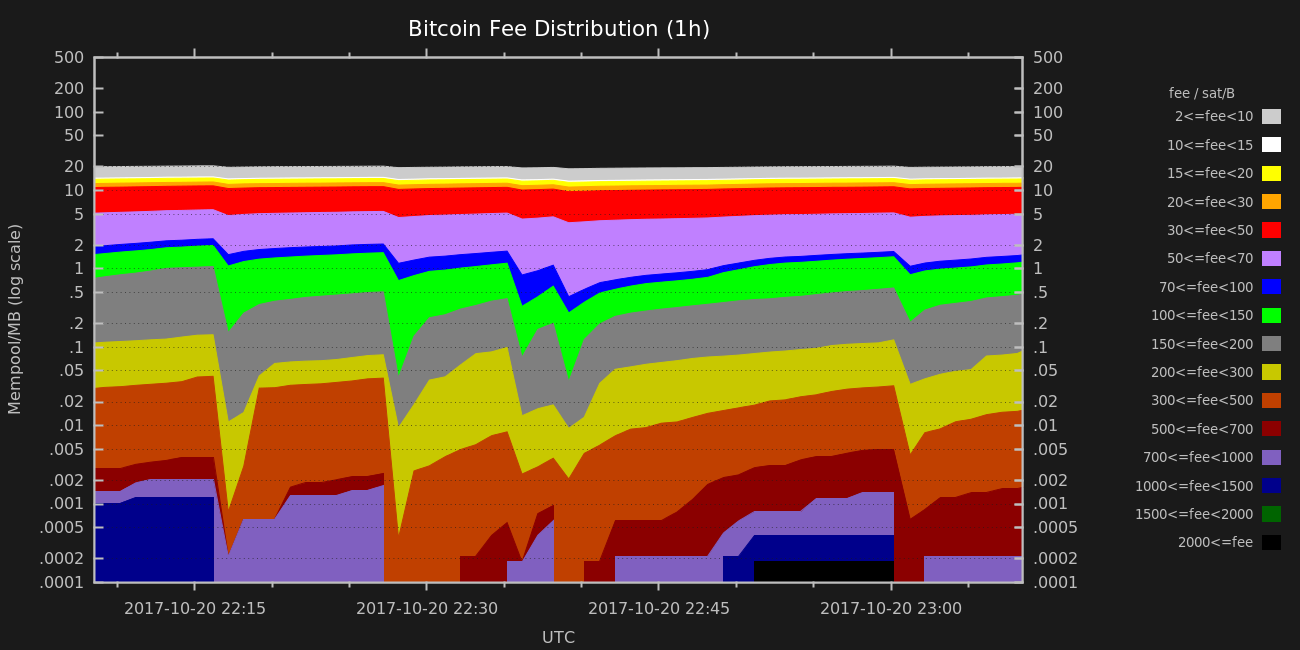 Bitcoin Fee Distribution (1h)
Mempool/MB (log scale)
500
200
100
50
20
10
5
2
1
.5
.2
.1
.05
.02
.01
.005
.002
.001
.0005
.0002
.0001
500
200
100
50
20
10
5
2
1
.5
.2
.1
.05
.02
.01
.005
.002
.001
.0005
.0002
.0001
2017-10-20 22:15
2017-10-20 22:30
2017-10-20 22:45
2017-10-20 23:00
UTC
fee / sat/B
2<=fee<10
10<=fee<15
15<=fee<20
20<=fee<30
30<=fee<50
50<=fee<70
70<=fee<100
100<=fee<150
150<=fee<200
200<=fee<300
300<=fee<500
500<=fee<700
700<=fee<1000
1000<=fee<1500
1500<=fee<2000
2000<=fee